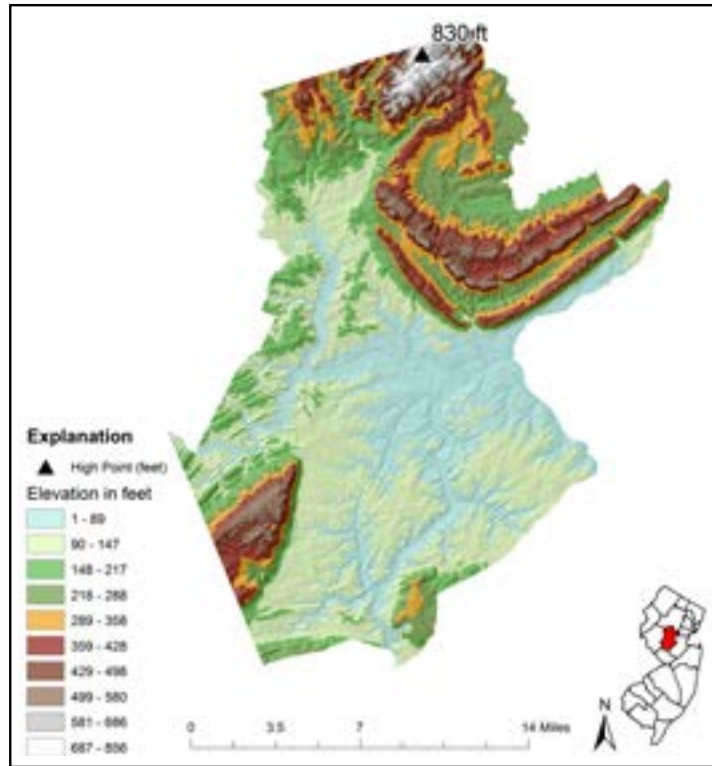 830 ft
Explanation
High Point (feet)
Elevation in feet
1 - 89
90 - 147
148 - 217
218 - 288
289 - 358
359 - 428
429 - 498
499 - 580
581 - 686
687 - 856
N
0 3.5 7 14 Miles